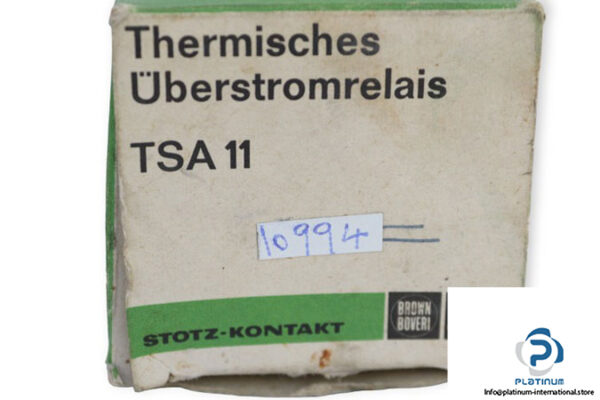 Thermisches
Überstromrelais
TSA 11
10994
STOTZ-KONTAKT
BROWN
BOVERI
PLATINUM
Info@platinum-international.store